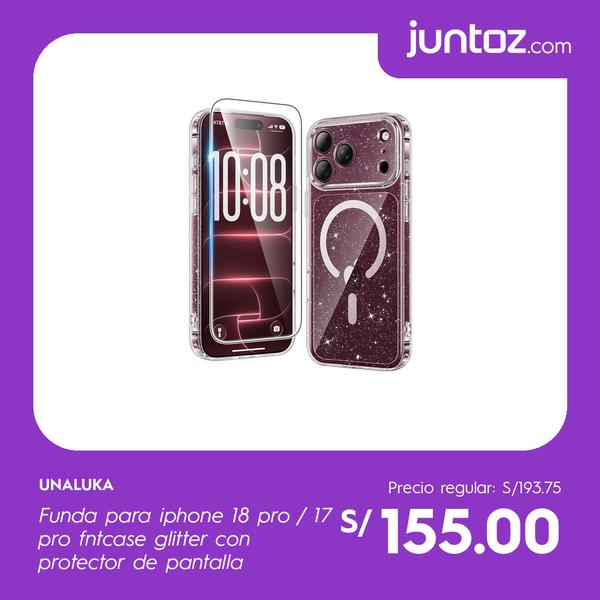 juntoz.com
AT&T
10:08
UNALUKA
Precio regular: S/193.75
Funda para iphone 18 pro / 17
pro fntcase glitter con
protector de pantalla
S/155.00